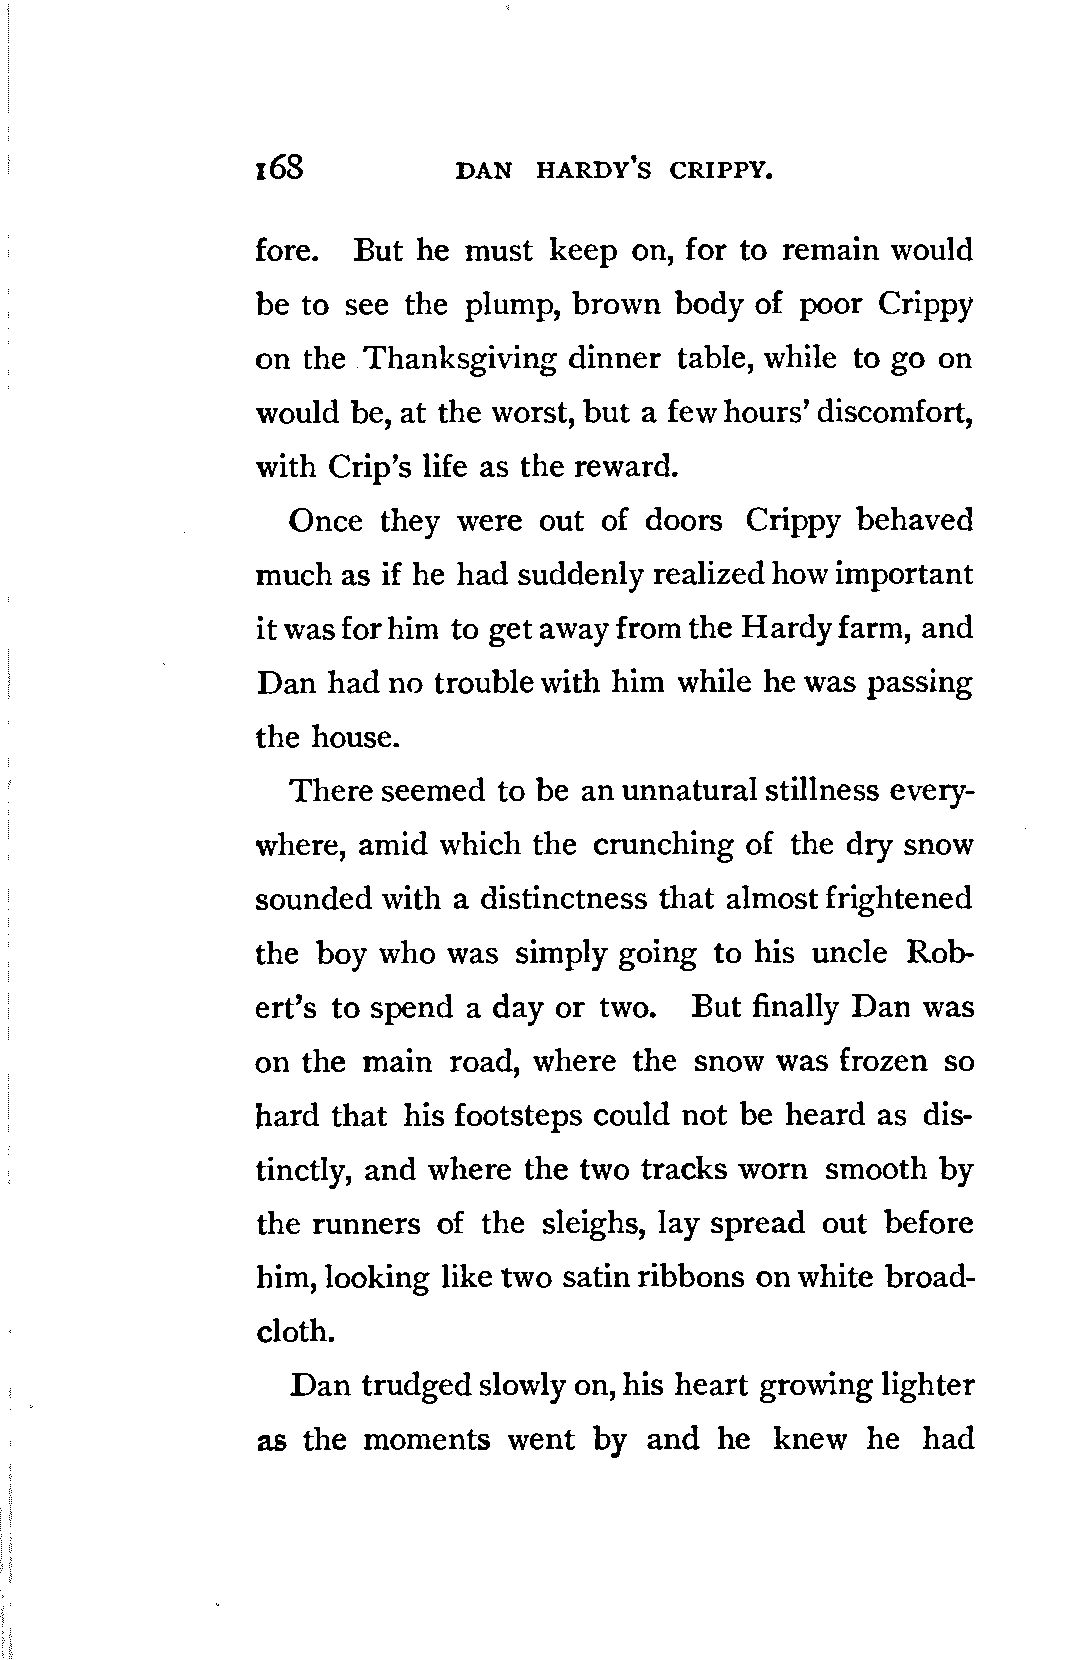 168 DAN HARDY'S CRIPPY.
fore. But he must keep on, for to remain would
be to see the plump, brown body of poor Crippy
on the Thanksgiving dinner table, while to go on
would be, at the worst, but a few hours' discomfort,
with Crip's life as the reward.
Once they were out of doors Crippy behaved
much as if he had suddenly realized how important
it was for him to get away from the Hardy farm, and
Dan had no trouble with him while he was passing
the house.
There seemed to be an unnatural stillness every-
where, amid which the crunching of the dry snow
sounded with a distinctness that almost frightened
the boy who was simply going to his uncle Rob-
ert's to spend a day or two. But finally Dan was
on the main road, where the snow was frozen so
hard that his footsteps could not be heard as dis-
tinctly, and where the two tracks worn smooth by
the runners of the sleighs, lay spread out before
him, looking like two satin ribbons on white broad-
cloth.
Dan trudged slowly on, his heart growing lighter
as the moments went by and he knew he had